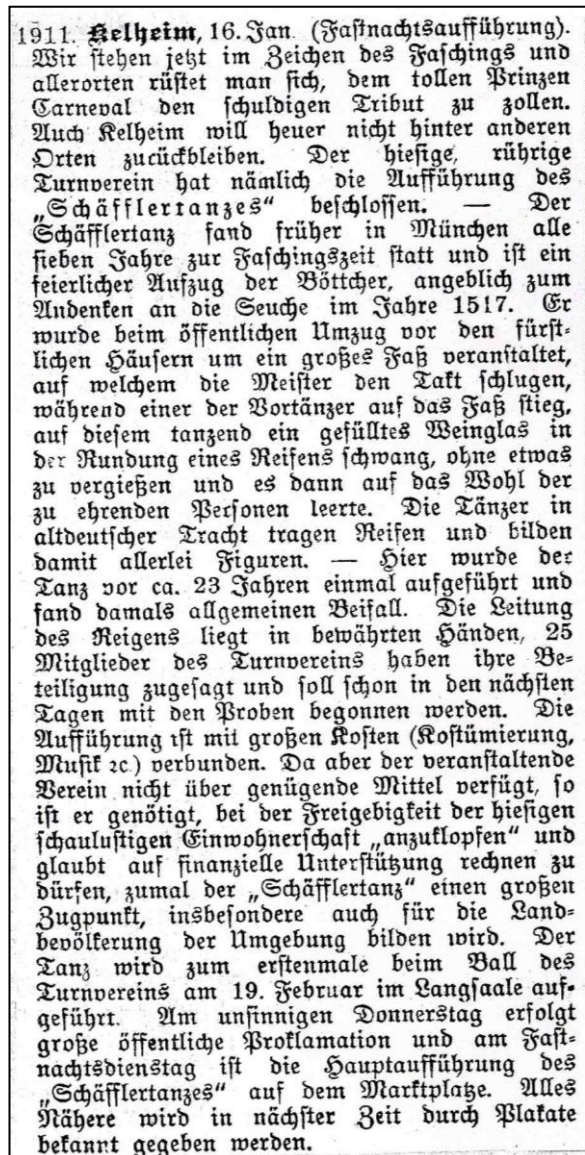 1911. Kelheim, 16. Jan. (Fastnachtsaufführung).
Wir stehen jetzt im Zeichen des Faschings und
allerorten rüstet man sich, dem tollen Prinzen
Carneval den schuldigen Tribut zu zollen.
Auch Kelheim will heuer nicht hinter anderen
Orten zurückbleiben. Der hiesige, rührige
Turnverein hat nämlich die Aufführung des
„Schäfflertanzes" beschlossen. — Der
Schäfflertanz fand früher in München alle
sieben Jahre zur Faschingszeit statt und ist ein
feierlicher Aufzug der Böttcher, angeblich zum
Andenken an die Seuche im Jahre 1517. Er
wurde beim öffentlichen Umzug vor den fürst-
lichen Häusern um ein großes Faß veranstaltet,
auf welchem die Meister den Takt schlugen,
während einer der Vortänzer auf das Faß stieg,
auf diesem tanzend ein gefülltes Weinglas in
der Rundung eines Reifens schwang, ohne etwas
zu vergießen und es dann auf das Wohl der
zu ehrenden Personen leerte. Die Tänzer in
altdeutscher Tracht tragen Reifen und bilden
damit allerlei Figuren. — Hier wurde der
Tanz vor ca. 23 Jahren einmal aufgeführt und
fand damals allgemeinen Beifall. Die Leitung
des Reigens liegt in bewährten Händen, 25
Mitglieder des Turnvereins haben ihre Be-
teiligung zugesagt und soll schon in den nächsten
Tagen mit den Proben begonnen werden. Die
Aufführung ist mit großen Kosten (Kostümierung,
Musik ꝛc.) verbunden. Da aber der veranstaltende
Verein nicht über genügende Mittel verfügt, so
ist er genötigt, bei der Freigebigkeit der hiesigen
schaulustigen Einwohnerschaft „anzuklopfen" und
glaubt auf finanzielle Unterstützung rechnen zu
dürfen, zumal der „Schäfflertanz" einen großen
Zugpunkt, insbesondere auch für die Land-
bevölkerung der Umgebung bilden wird. Der
Tanz wird zum erstenmale beim Ball des
Turnvereins am 19. Februar im Langsaale auf-
geführt. Am unsinnigen Donnerstag erfolgt
große öffentliche Proklamation und am Fast-
nachtsdienstag ist die Hauptaufführung des
„Schäfflertanzes" auf dem Marktplatze. Alles
Nähere wird in nächster Zeit durch Plakate
bekannt gegeben werden.